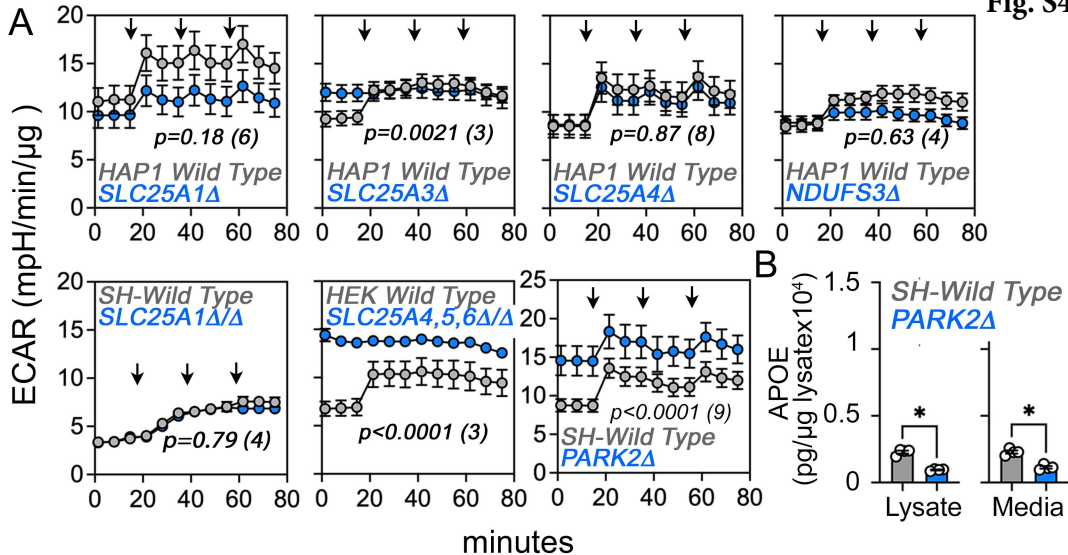 Fig. S4
A
ECAR (mpH/min/µg)
20
15
10
5
0
p=0.18 (6)
HAP1 Wild Type
SLC25A1Δ
0 20 40 60 80
p=0.0021 (3)
HAP1 Wild Type
SLC25A3Δ
0 20 40 60 80
p=0.87 (8)
HAP1 Wild Type
SLC25A4Δ
0 20 40 60 80
p=0.63 (4)
HAP1 Wild Type
NDUFS3Δ
0 20 40 60 80
20
15
10
5
0
SH-Wild Type
SLC25A1Δ/Δ
p=0.79 (4)
0 20 40 60 80
HEK Wild Type
SLC25A4,5,6Δ/Δ
p<0.0001 (3)
0 20 40 60 80
25
20
15
10
5
0
p<0.0001 (9)
SH-Wild Type
PARK2Δ
0 20 40 60 80
minutes
B
APOE
(pg/µg lysatex10⁴)
1.5
1
0.5
0
SH-Wild Type
PARK2Δ
*
*
Lysate
Media